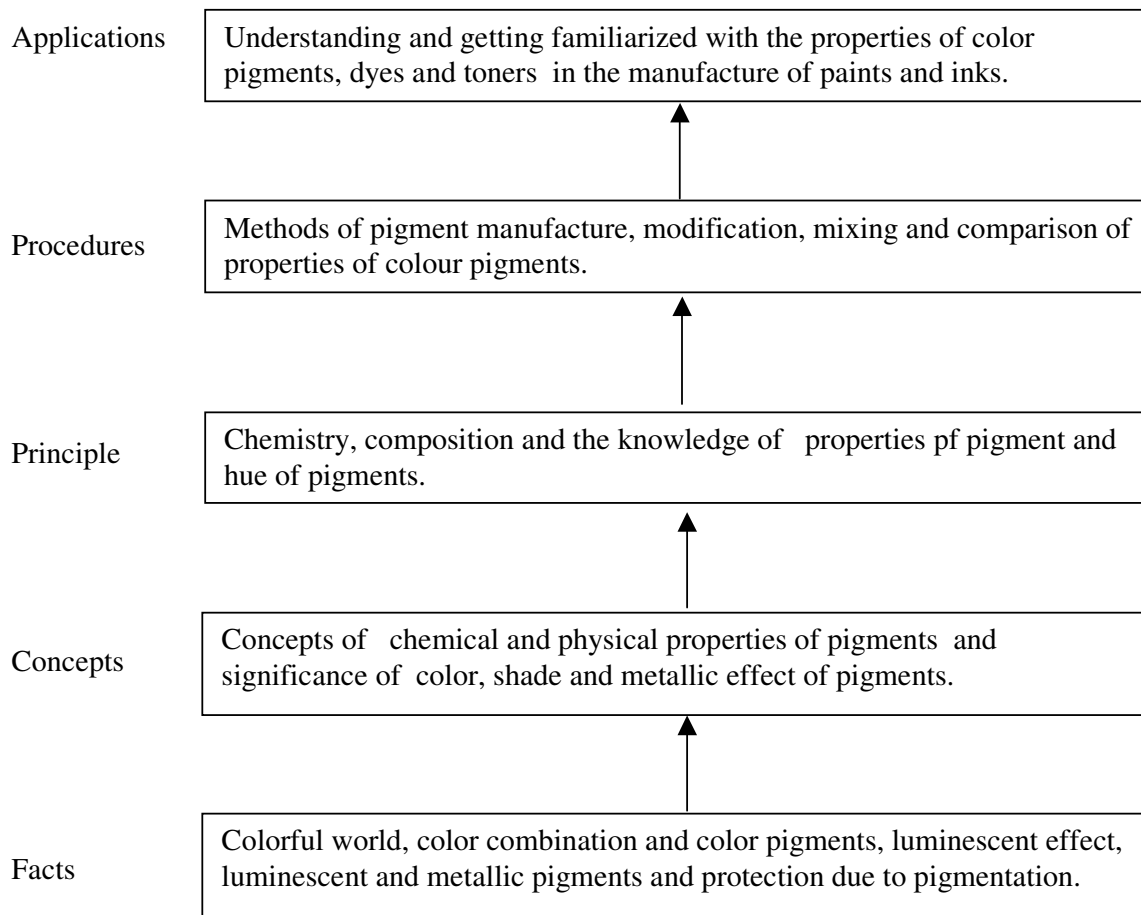 Applications
Understanding and getting familiarized with the properties of color
pigments, dyes and toners in the manufacture of paints and inks.
Procedures
Methods of pigment manufacture, modification, mixing and comparison of
properties of colour pigments.
Principle
Chemistry, composition and the knowledge of properties pf pigment and
hue of pigments.
Concepts
Concepts of chemical and physical properties of pigments and
significance of color, shade and metallic effect of pigments.
Facts
Colorful world, color combination and color pigments, luminescent effect,
luminescent and metallic pigments and protection due to pigmentation.